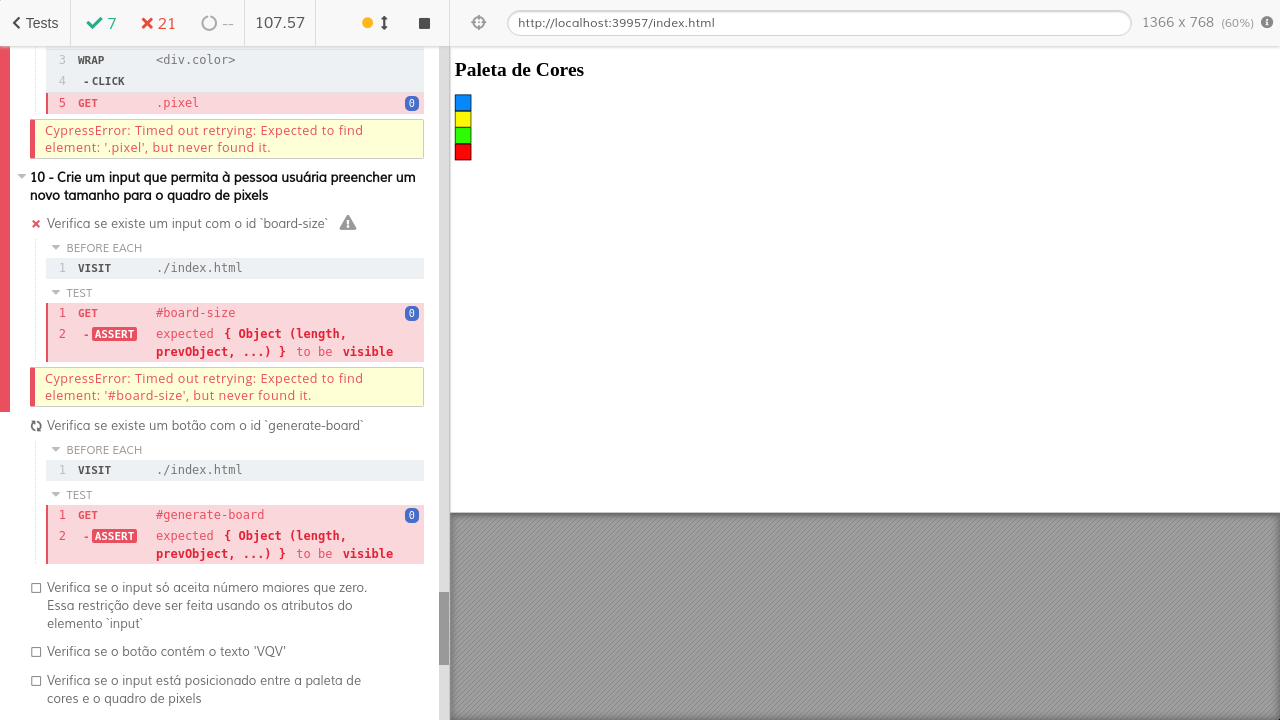 Tests
7
21
--
107.57
http://localhost:39957/index.html
1366 x 768 (60%)
3 WRAP <div.color>
4 -CLICK
5 GET .pixel 0
CypressError: Timed out retrying: Expected to find
element: '.pixel', but never found it.
10 - Crie um input que permita à pessoa usuária preencher um
novo tamanho para o quadro de pixels
Verifica se existe um input com o id `board-size`
BEFORE EACH
1 VISIT ./index.html
TEST
1 GET #board-size 0
2 -ASSERT expected { Object (length,
prevObject, ...) } to be visible
CypressError: Timed out retrying: Expected to find
element: '#board-size', but never found it.
Verifica se existe um botão com o id `generate-board`
BEFORE EACH
1 VISIT ./index.html
TEST
1 GET #generate-board 0
2 -ASSERT expected { Object (length,
prevObject, ...) } to be visible
Verifica se o input só aceita número maiores que zero.
Essa restrição deve ser feita usando os atributos do
elemento `input`
Verifica se o botão contém o texto 'VQV'
Verifica se o input está posicionado entre a paleta de
cores e o quadro de pixels
Paleta de Cores